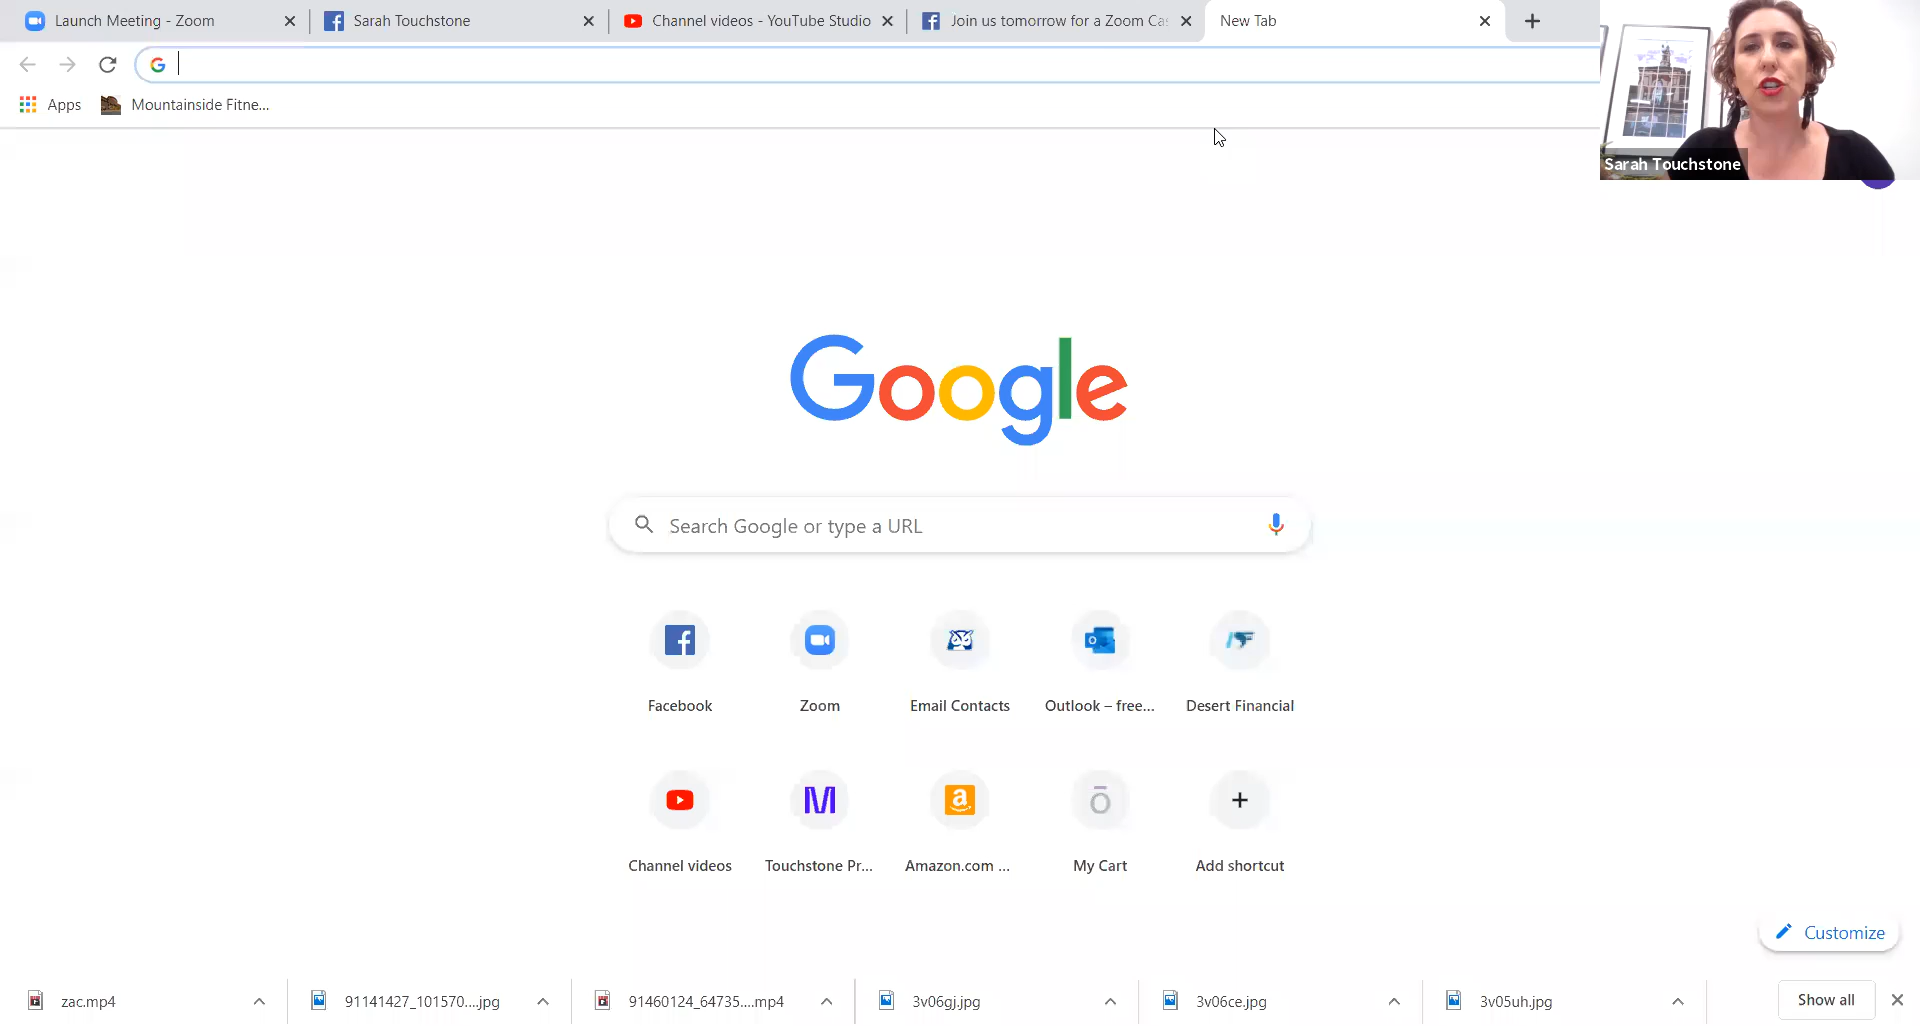 Launch Meeting - Zoom
Sarah Touchstone
Channel videos - YouTube Studio
Join us tomorrow for a Zoom Cas
New Tab
Apps
Mountainside Fitne...
Sarah Touchstone
Google
Search Google or type a URL
Facebook
Zoom
Email Contacts
Outlook – free...
Desert Financial
Channel videos
Touchstone Pr...
Amazon.com ...
My Cart
Add shortcut
Customize
zac.mp4
91141427_101570....jpg
91460124_64735....mp4
3v06gj.jpg
3v06ce.jpg
3v05uh.jpg
Show all